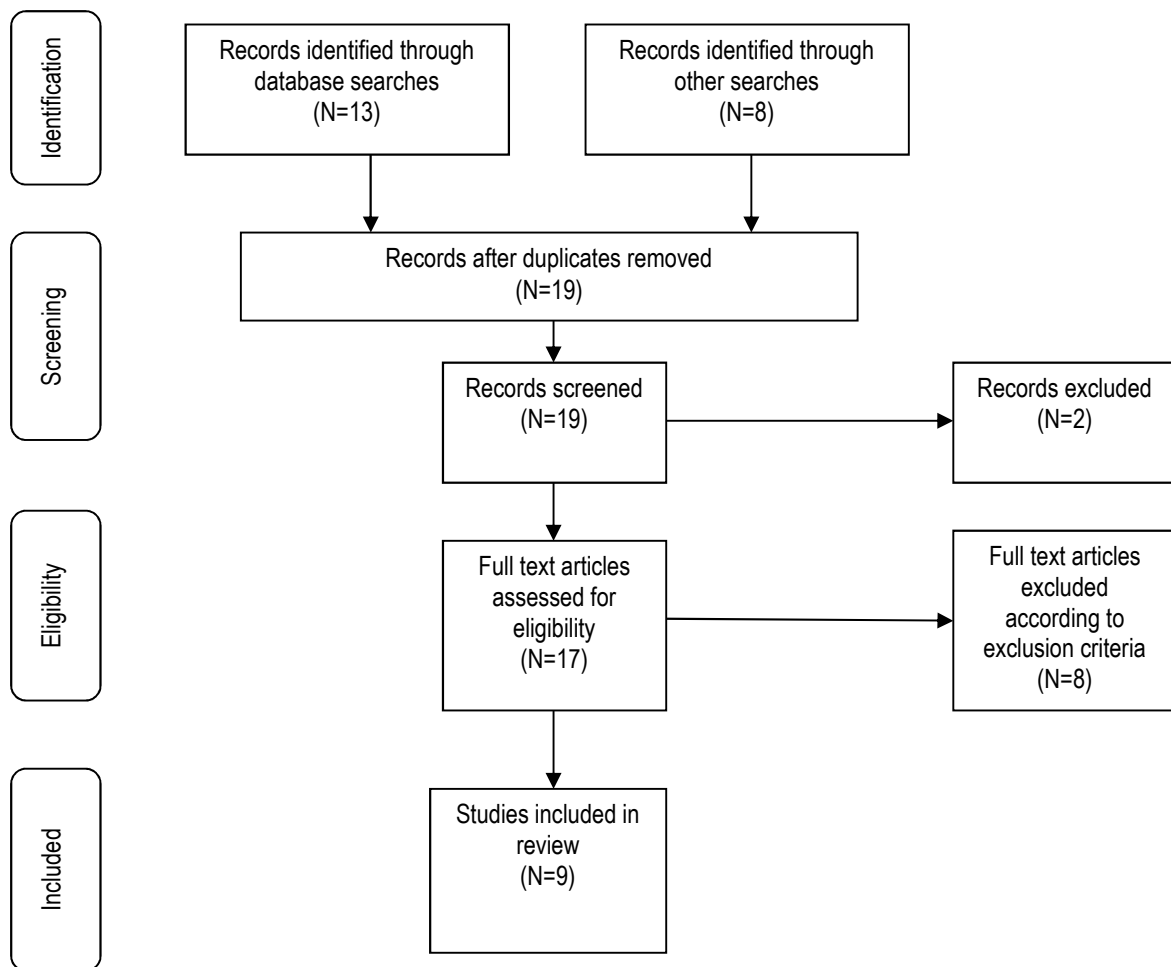 Identification
Records identified through
database searches
(N=13)
Records identified through
other searches
(N=8)
Screening
Records after duplicates removed
(N=19)
Records screened
(N=19)
Records excluded
(N=2)
Eligibility
Full text articles
assessed for
eligibility
(N=17)
Full text articles
excluded
according to
exclusion criteria
(N=8)
Included
Studies included in
review
(N=9)